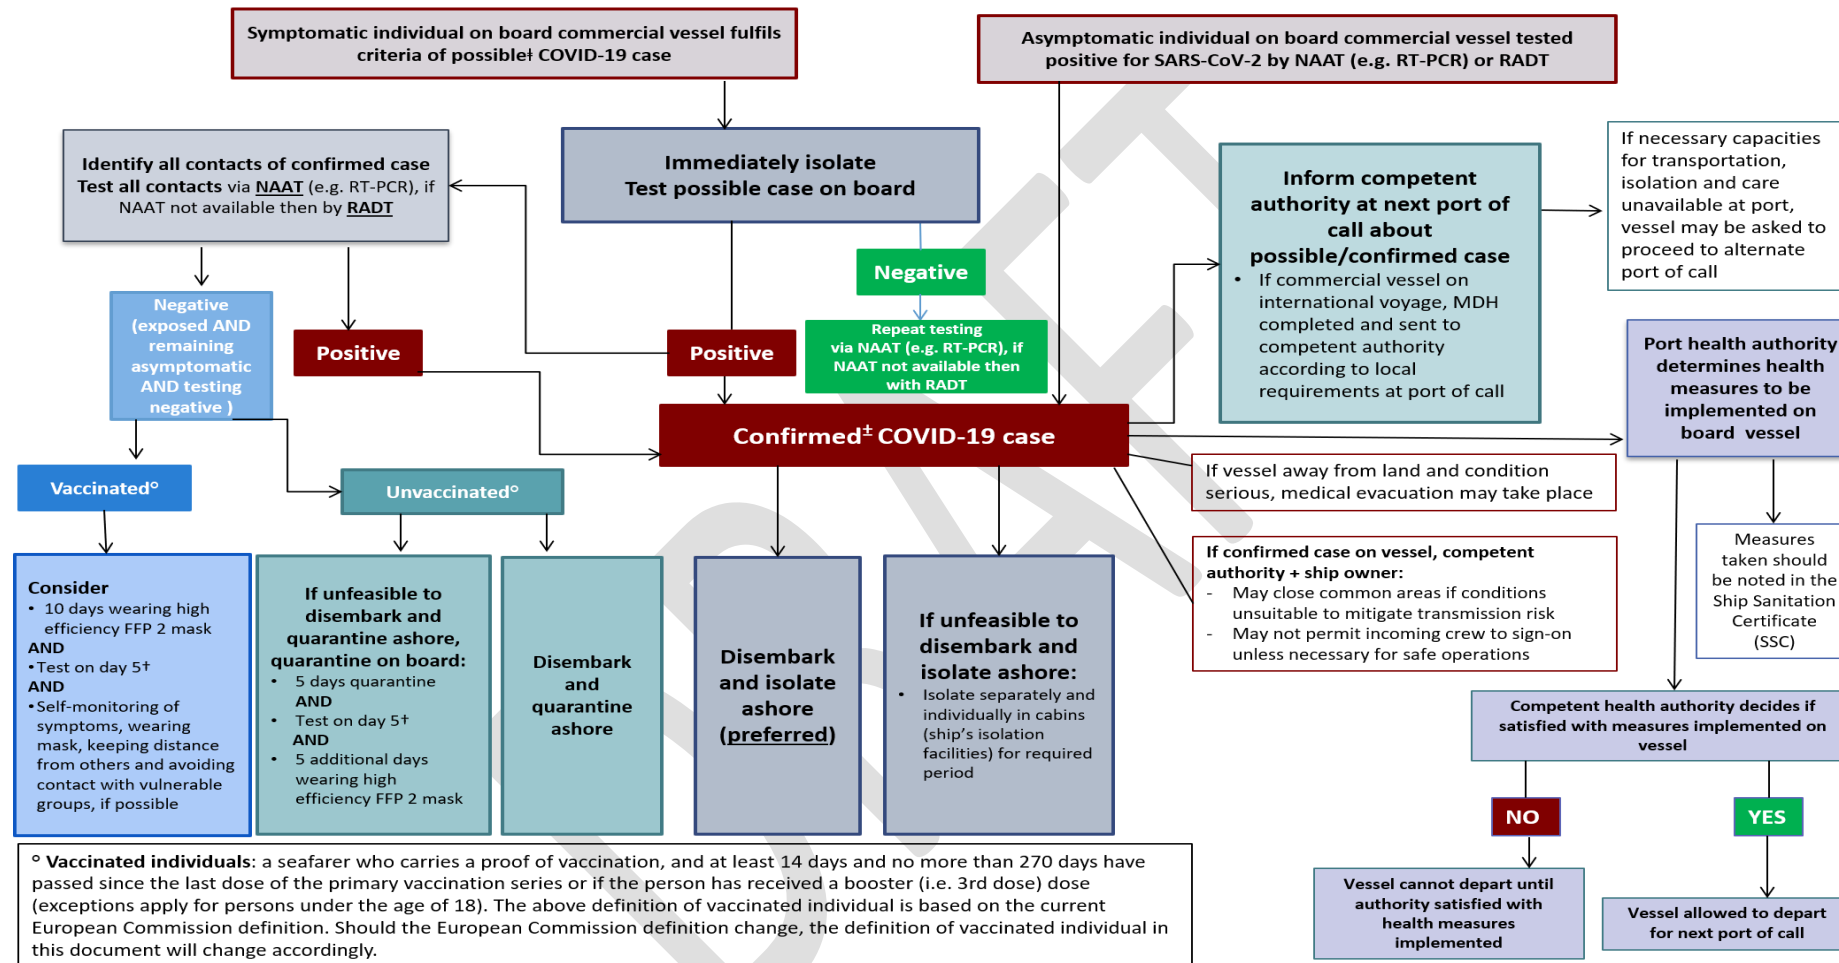 Symptomatic individual on board commercial vessel fulfils
criteria of possible‡ COVID-19 case
Asymptomatic individual on board commercial vessel tested
positive for SARS-CoV-2 by NAAT (e.g. RT-PCR) or RADT
Identify all contacts of confirmed case
Test all contacts via NAAT (e.g. RT-PCR), if
NAAT not available then by RADT
Immediately isolate
Test possible case on board
Inform competent
authority at next port of
call about
possible/confirmed case
• If commercial vessel on
international voyage, MDH
completed and sent to
competent authority
according to local
requirements at port of call
If necessary capacities
for transportation,
isolation and care
unavailable at port,
vessel may be asked to
proceed to alternate
port of call
Negative
Negative
(exposed AND
remaining
asymptomatic
AND testing
negative )
Positive
Positive
Repeat testing
via NAAT (e.g. RT-PCR), if
NAAT not available then
with RADT
Port health authority
determines health
measures to be
implemented on
board vessel
Confirmed± COVID-19 case
Vaccinated°
Unvaccinated°
If vessel away from land and condition
serious, medical evacuation may take place
If confirmed case on vessel, competent
authority + ship owner:
- May close common areas if conditions
unsuitable to mitigate transmission risk
- May not permit incoming crew to sign-on
unless necessary for safe operations
Measures
taken should
be noted in the
Ship Sanitation
Certificate
(SSC)
Consider
• 10 days wearing high
efficiency FFP 2 mask
AND
• Test on day 5†
AND
• Self-monitoring of
symptoms, wearing
mask, keeping distance
from others and avoiding
contact with vulnerable
groups, if possible
If unfeasible to
disembark and
quarantine ashore,
quarantine on board:
• 5 days quarantine
AND
• Test on day 5†
AND
• 5 additional days
wearing high
efficiency FFP 2 mask
Disembark
and
quarantine
ashore
Disembark
and isolate
ashore
(preferred)
If unfeasible to
disembark and
isolate ashore:
• Isolate separately and
individually in cabins
(ship's isolation
facilities) for required
period
Competent health authority decides if
satisfied with measures implemented on
vessel
NO
YES
Vessel cannot depart until
authority satisfied with
health measures
implemented
Vessel allowed to depart
for next port of call
° Vaccinated individuals: a seafarer who carries a proof of vaccination, and at least 14 days and no more than 270 days have
passed since the last dose of the primary vaccination series or if the person has received a booster (i.e. 3rd dose) dose
(exceptions apply for persons under the age of 18). The above definition of vaccinated individual is based on the current
European Commission definition. Should the European Commission definition change, the definition of vaccinated individual in
this document will change accordingly.
DRAFT